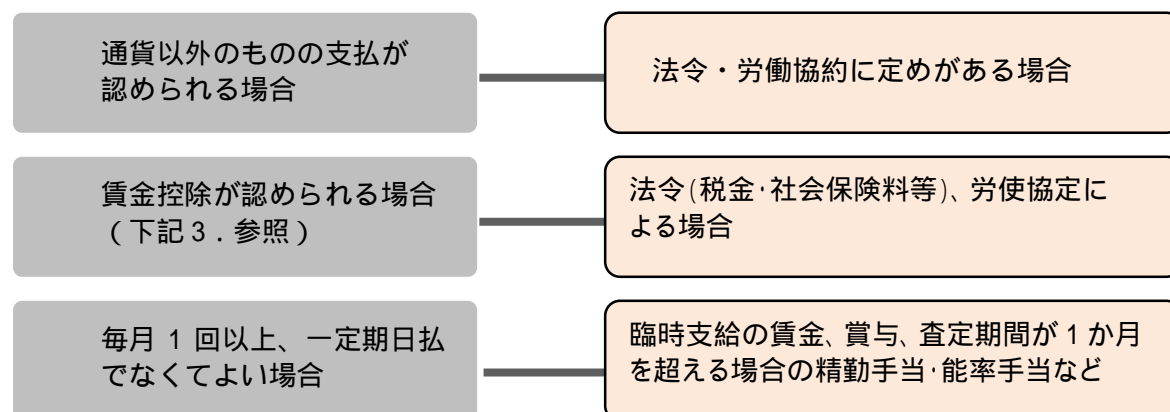 通貨以外のものの支払が
認められる場合
法令・労働協約に定めがある場合
賃金控除が認められる場合
(下記3.参照)
法令(税金・社会保険料等)、労使協定に
よる場合
毎月 1 回以上、一定期日払
でなくてよい場合
臨時支給の賃金、賞与、査定期間が1か月
を超える場合の精勤手当・能率手当など